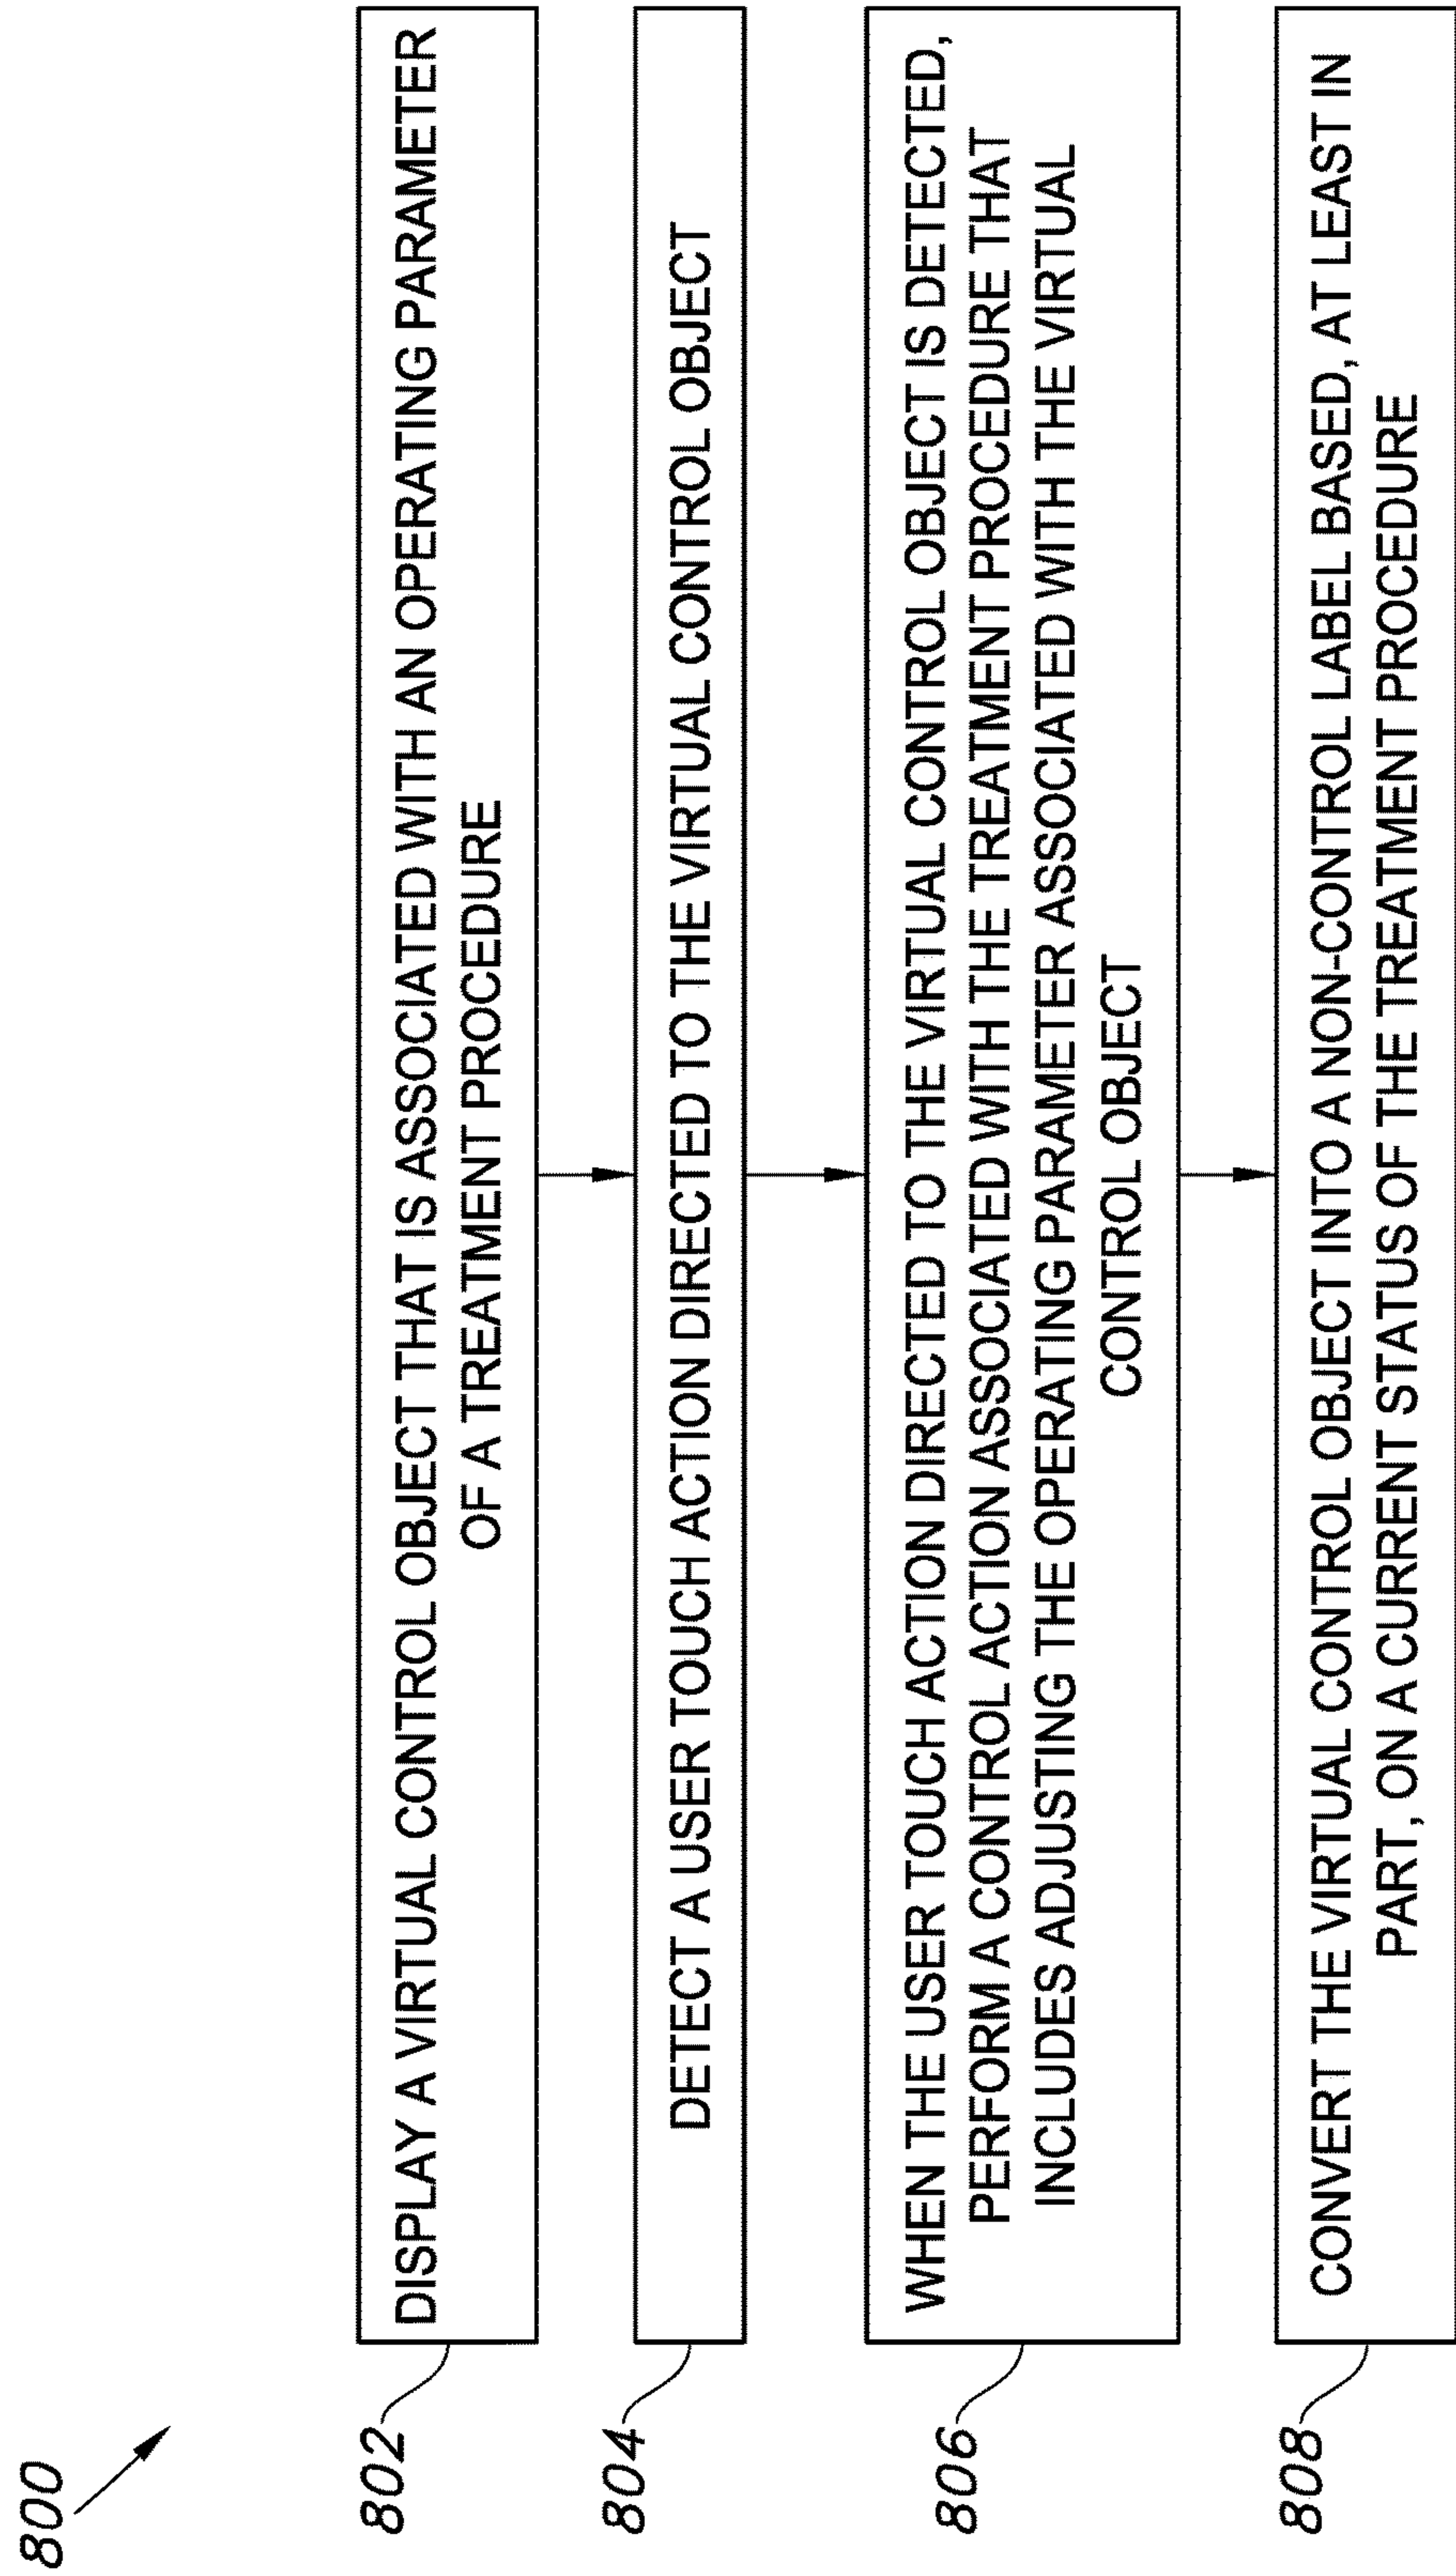 800
802
DISPLAY A VIRTUAL CONTROL OBJECT THAT IS ASSOCIATED WITH AN OPERATING PARAMETER
OF A TREATMENT PROCEDURE
804
DETECT A USER TOUCH ACTION DIRECTED TO THE VIRTUAL CONTROL OBJECT
806
WHEN THE USER TOUCH ACTION DIRECTED TO THE VIRTUAL CONTROL OBJECT IS DETECTED,
PERFORM A CONTROL ACTION ASSOCIATED WITH THE TREATMENT PROCEDURE THAT
INCLUDES ADJUSTING THE OPERATING PARAMETER ASSOCIATED WITH THE VIRTUAL
CONTROL OBJECT
808
CONVERT THE VIRTUAL CONTROL OBJECT INTO A NON-CONTROL LABEL BASED, AT LEAST IN
PART, ON A CURRENT STATUS OF THE TREATMENT PROCEDURE